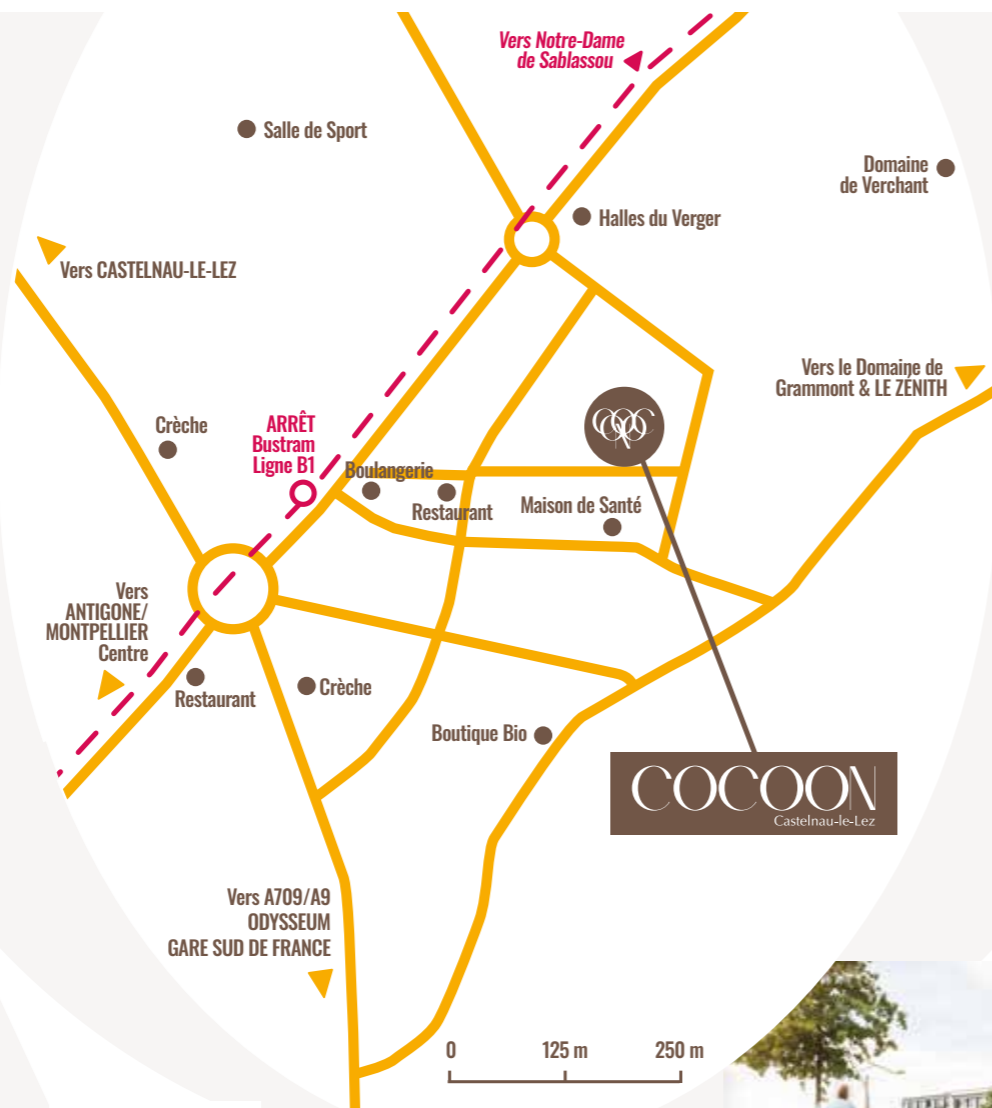 Vers Notre-Dame
de Sablassou
Salle de Sport
Domaine
de Verchant
Halles du Verger
Vers CASTELNAU-LE-LEZ
Vers le Domaine de
Grammont & LE ZÉNITH
Crèche
ARRÊT
Bustram
Ligne B1
Boulangerie
Restaurant
Maison de Santé
Vers
ANTIGONE/
MONTPELLIER
Centre
Restaurant
Crèche
Boutique Bio
COCOON
Castelnau-le-Lez
Vers A709/A9
ODYSSEUM
GARE SUD DE FRANCE
0 125 m 250 m